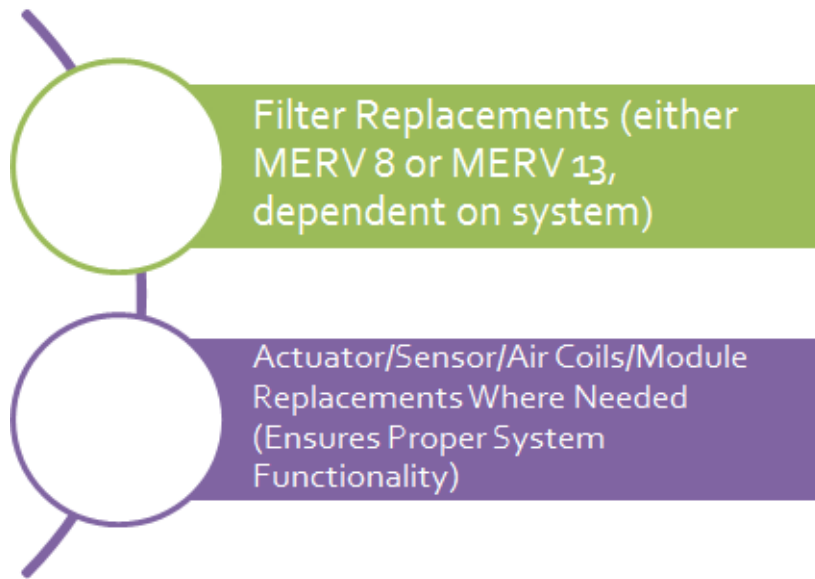 Filter Replacements (either
MERV 8 or MERV 13,
dependent on system)
Actuator/Sensor/Air Coils/Module
Replacements Where Needed
(Ensures Proper System
Functionality)